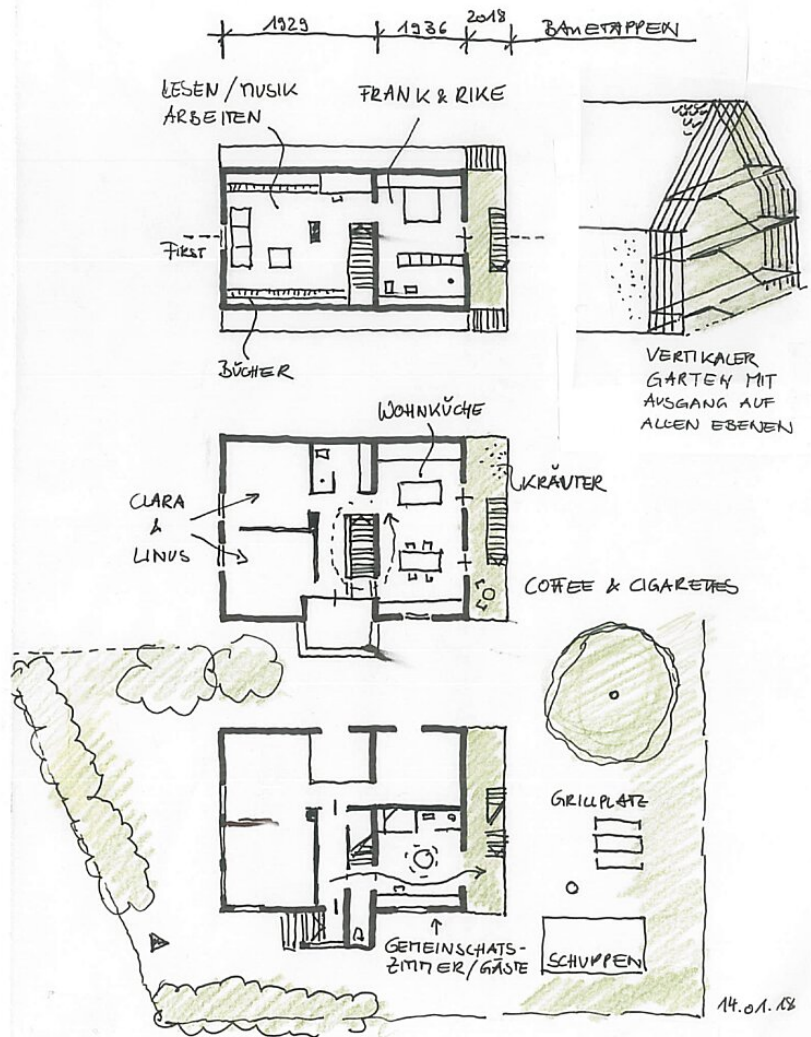 1929 1936 2018 BAUETAPPEN
LESEN / MUSIK
ARBEITEN
FRANK & RIKE
FIRST
BÜCHER
VERTIKALER
GARTEN MIT
AUSGANG AUF
ALLEN EBENEN
WOHNKÜCHE
KRÄUTER
CLARA
&
LINUS
COFFEE & CIGARETTES
GRILLPLATZ
GEMEINSCHATS-
ZIMMER/GÄSTE
SCHUPPEN
14.01.18